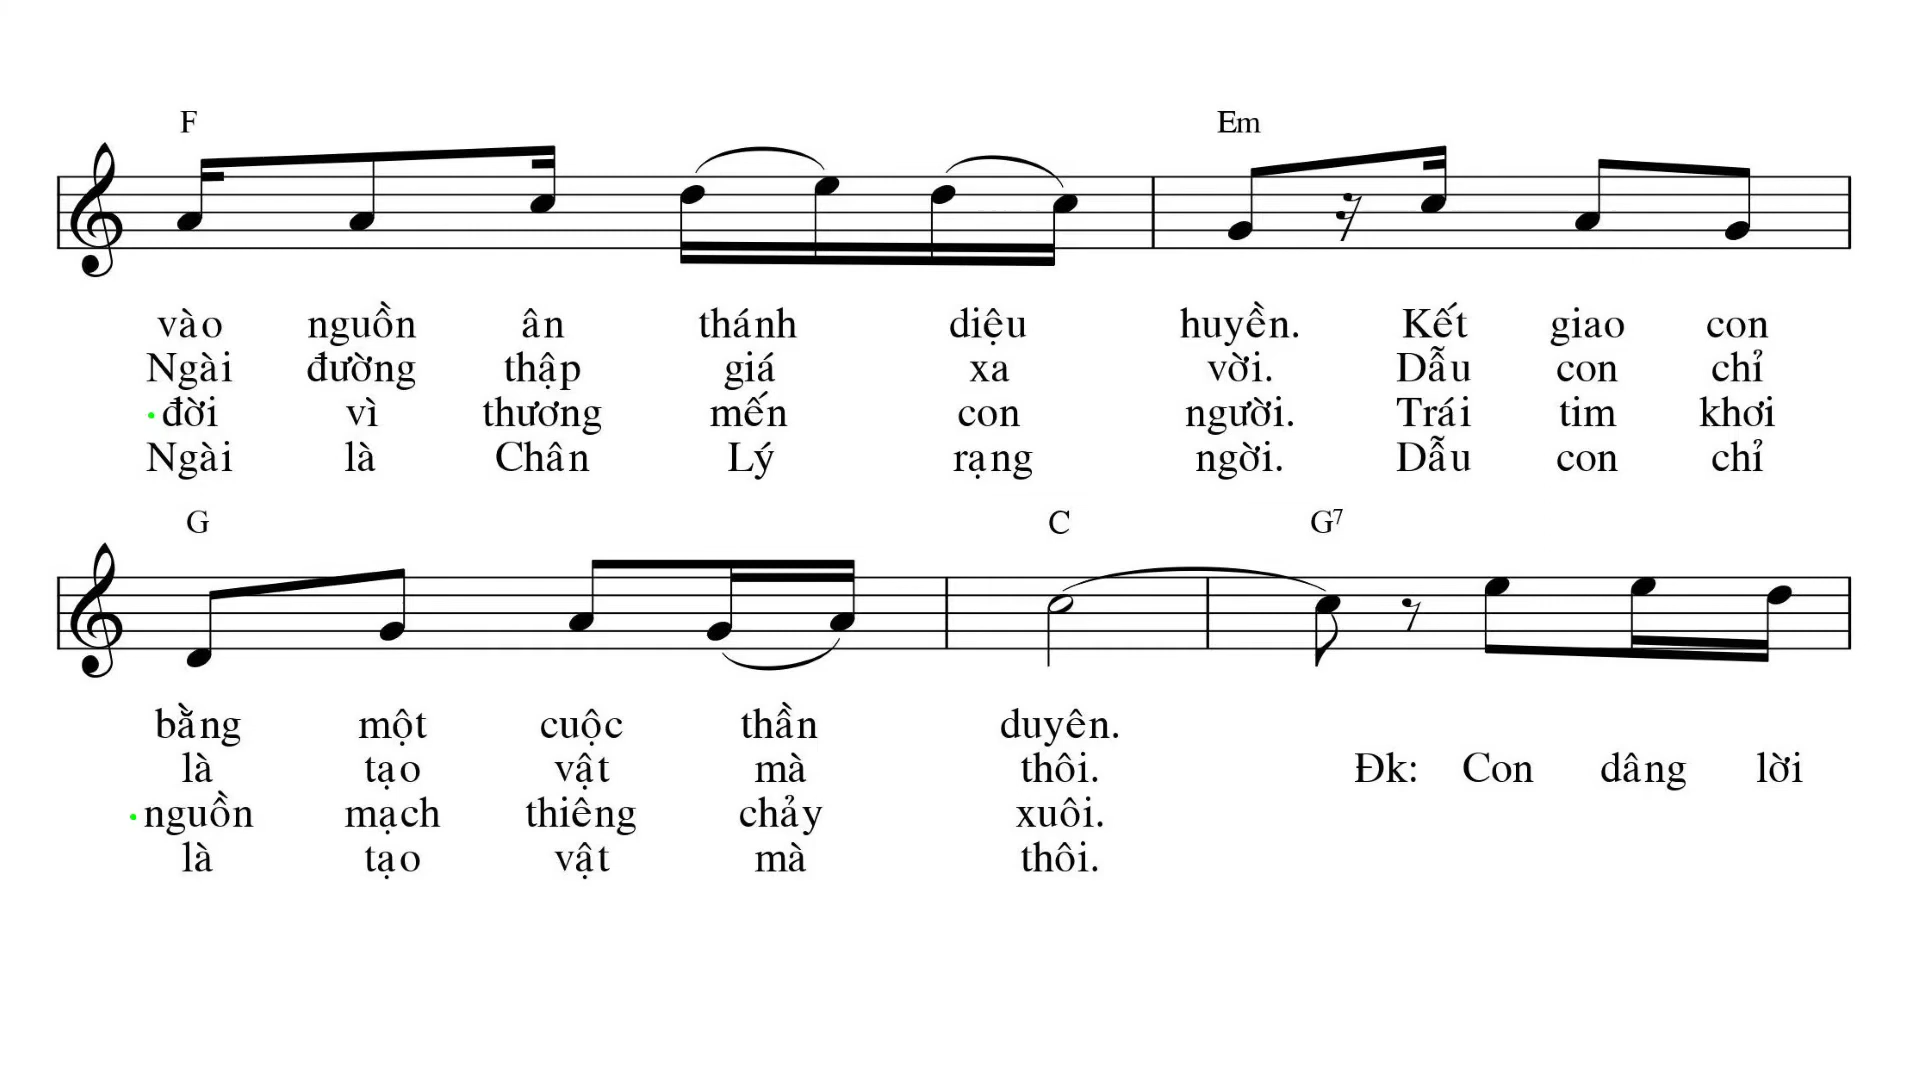 F Em
vào nguồn ân thánh diệu huyền. Kết giao con
Ngài đường thập giá xa vời. Dẫu con chỉ
đời vì thương mến con người. Trái tim khơi
Ngài là Chân Lý rạng ngời. Dẫu con chỉ
G C G7
bằng một cuộc thần duyên.
là tạo vật mà thôi. Đk: Con dâng lời
nguồn mạch thiêng chảy xuôi.
là tạo vật mà thôi.